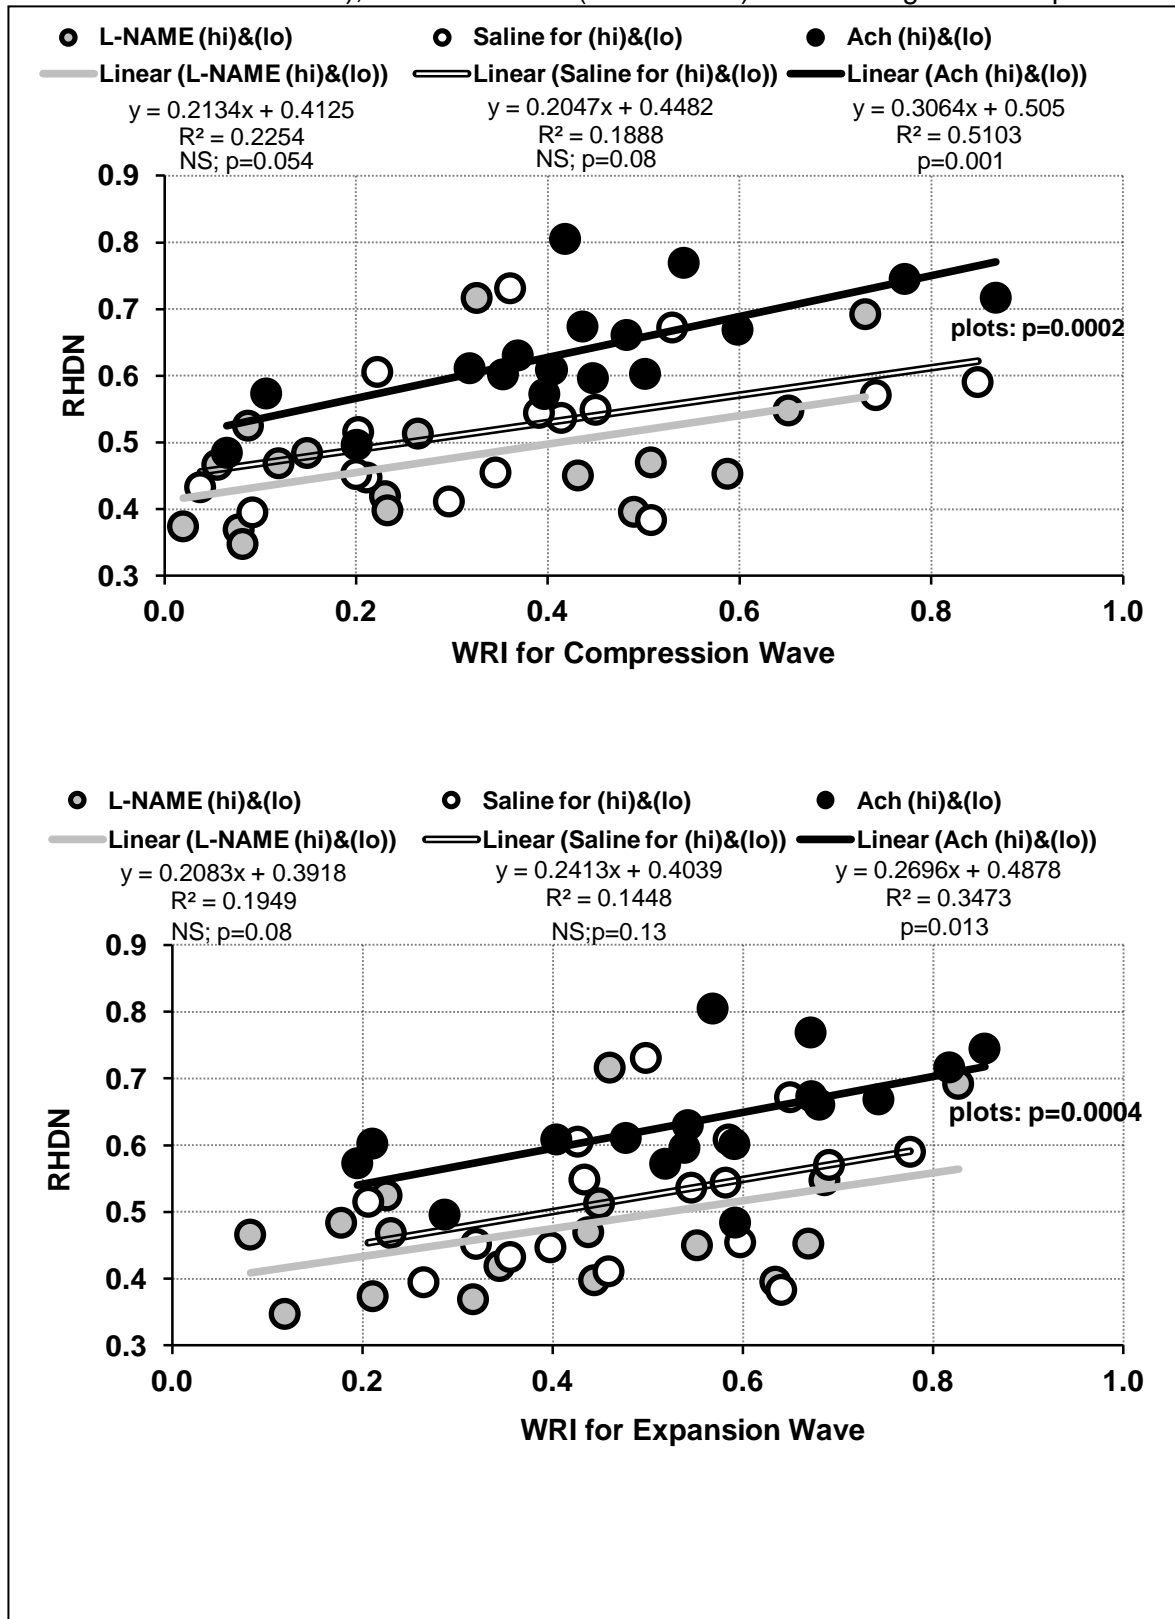 L-NAME (hi)&(lo) Saline for (hi)&(lo) Ach (hi)&(lo)
Linear (L-NAME (hi)&(lo)) Linear (Saline for (hi)&(lo)) Linear (Ach (hi)&(lo))
y = 0.2134x + 0.4125 y = 0.2047x + 0.4482 y = 0.3064x + 0.505
R² = 0.2254 R² = 0.1888 R² = 0.5103
NS; p=0.054 NS; p=0.08 p=0.001
0.9
0.8
0.7
plots: p=0.0002
0.6
RHDN
0.5
0.4
0.3
0.0 0.2 0.4 0.6 0.8 1.0
WRI for Compression Wave
L-NAME (hi)&(lo) Saline for (hi)&(lo) Ach (hi)&(lo)
Linear (L-NAME (hi)&(lo)) Linear (Saline for (hi)&(lo)) Linear (Ach (hi)&(lo))
y = 0.2083x + 0.3918 y = 0.2413x + 0.4039 y = 0.2696x + 0.4878
R² = 0.1949 R² = 0.1448 R² = 0.3473
NS; p=0.08 NS;p=0.13 p=0.013
0.9
0.8
0.7
plots: p=0.0004
0.6
RHDN
0.5
0.4
0.3
0.0 0.2 0.4 0.6 0.8 1.0
WRI for Expansion Wave